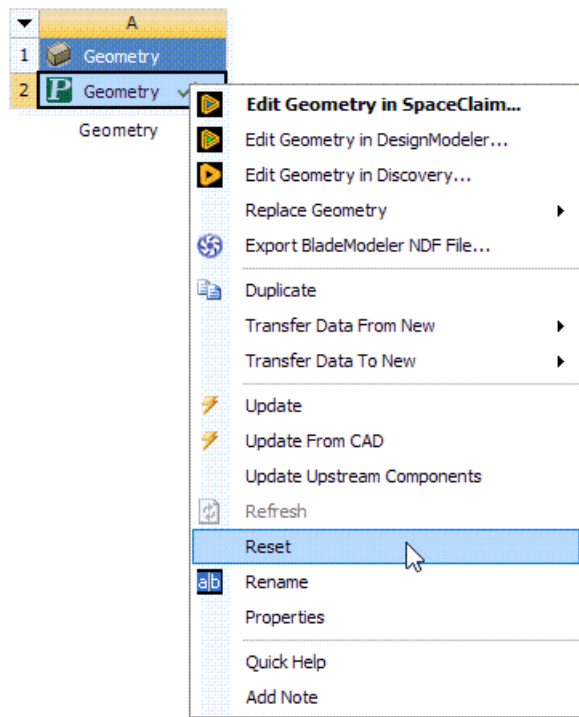 A
1 Geometry
2 P Geometry
Geometry
Edit Geometry in SpaceClaim...
Edit Geometry in DesignModeler...
Edit Geometry in Discovery...
Replace Geometry
Export BladeModeler NDF File...
Duplicate
Transfer Data From New
Transfer Data To New
Update
Update From CAD
Update Upstream Components
Refresh
Reset
a|b Rename
Properties
Quick Help
Add Note